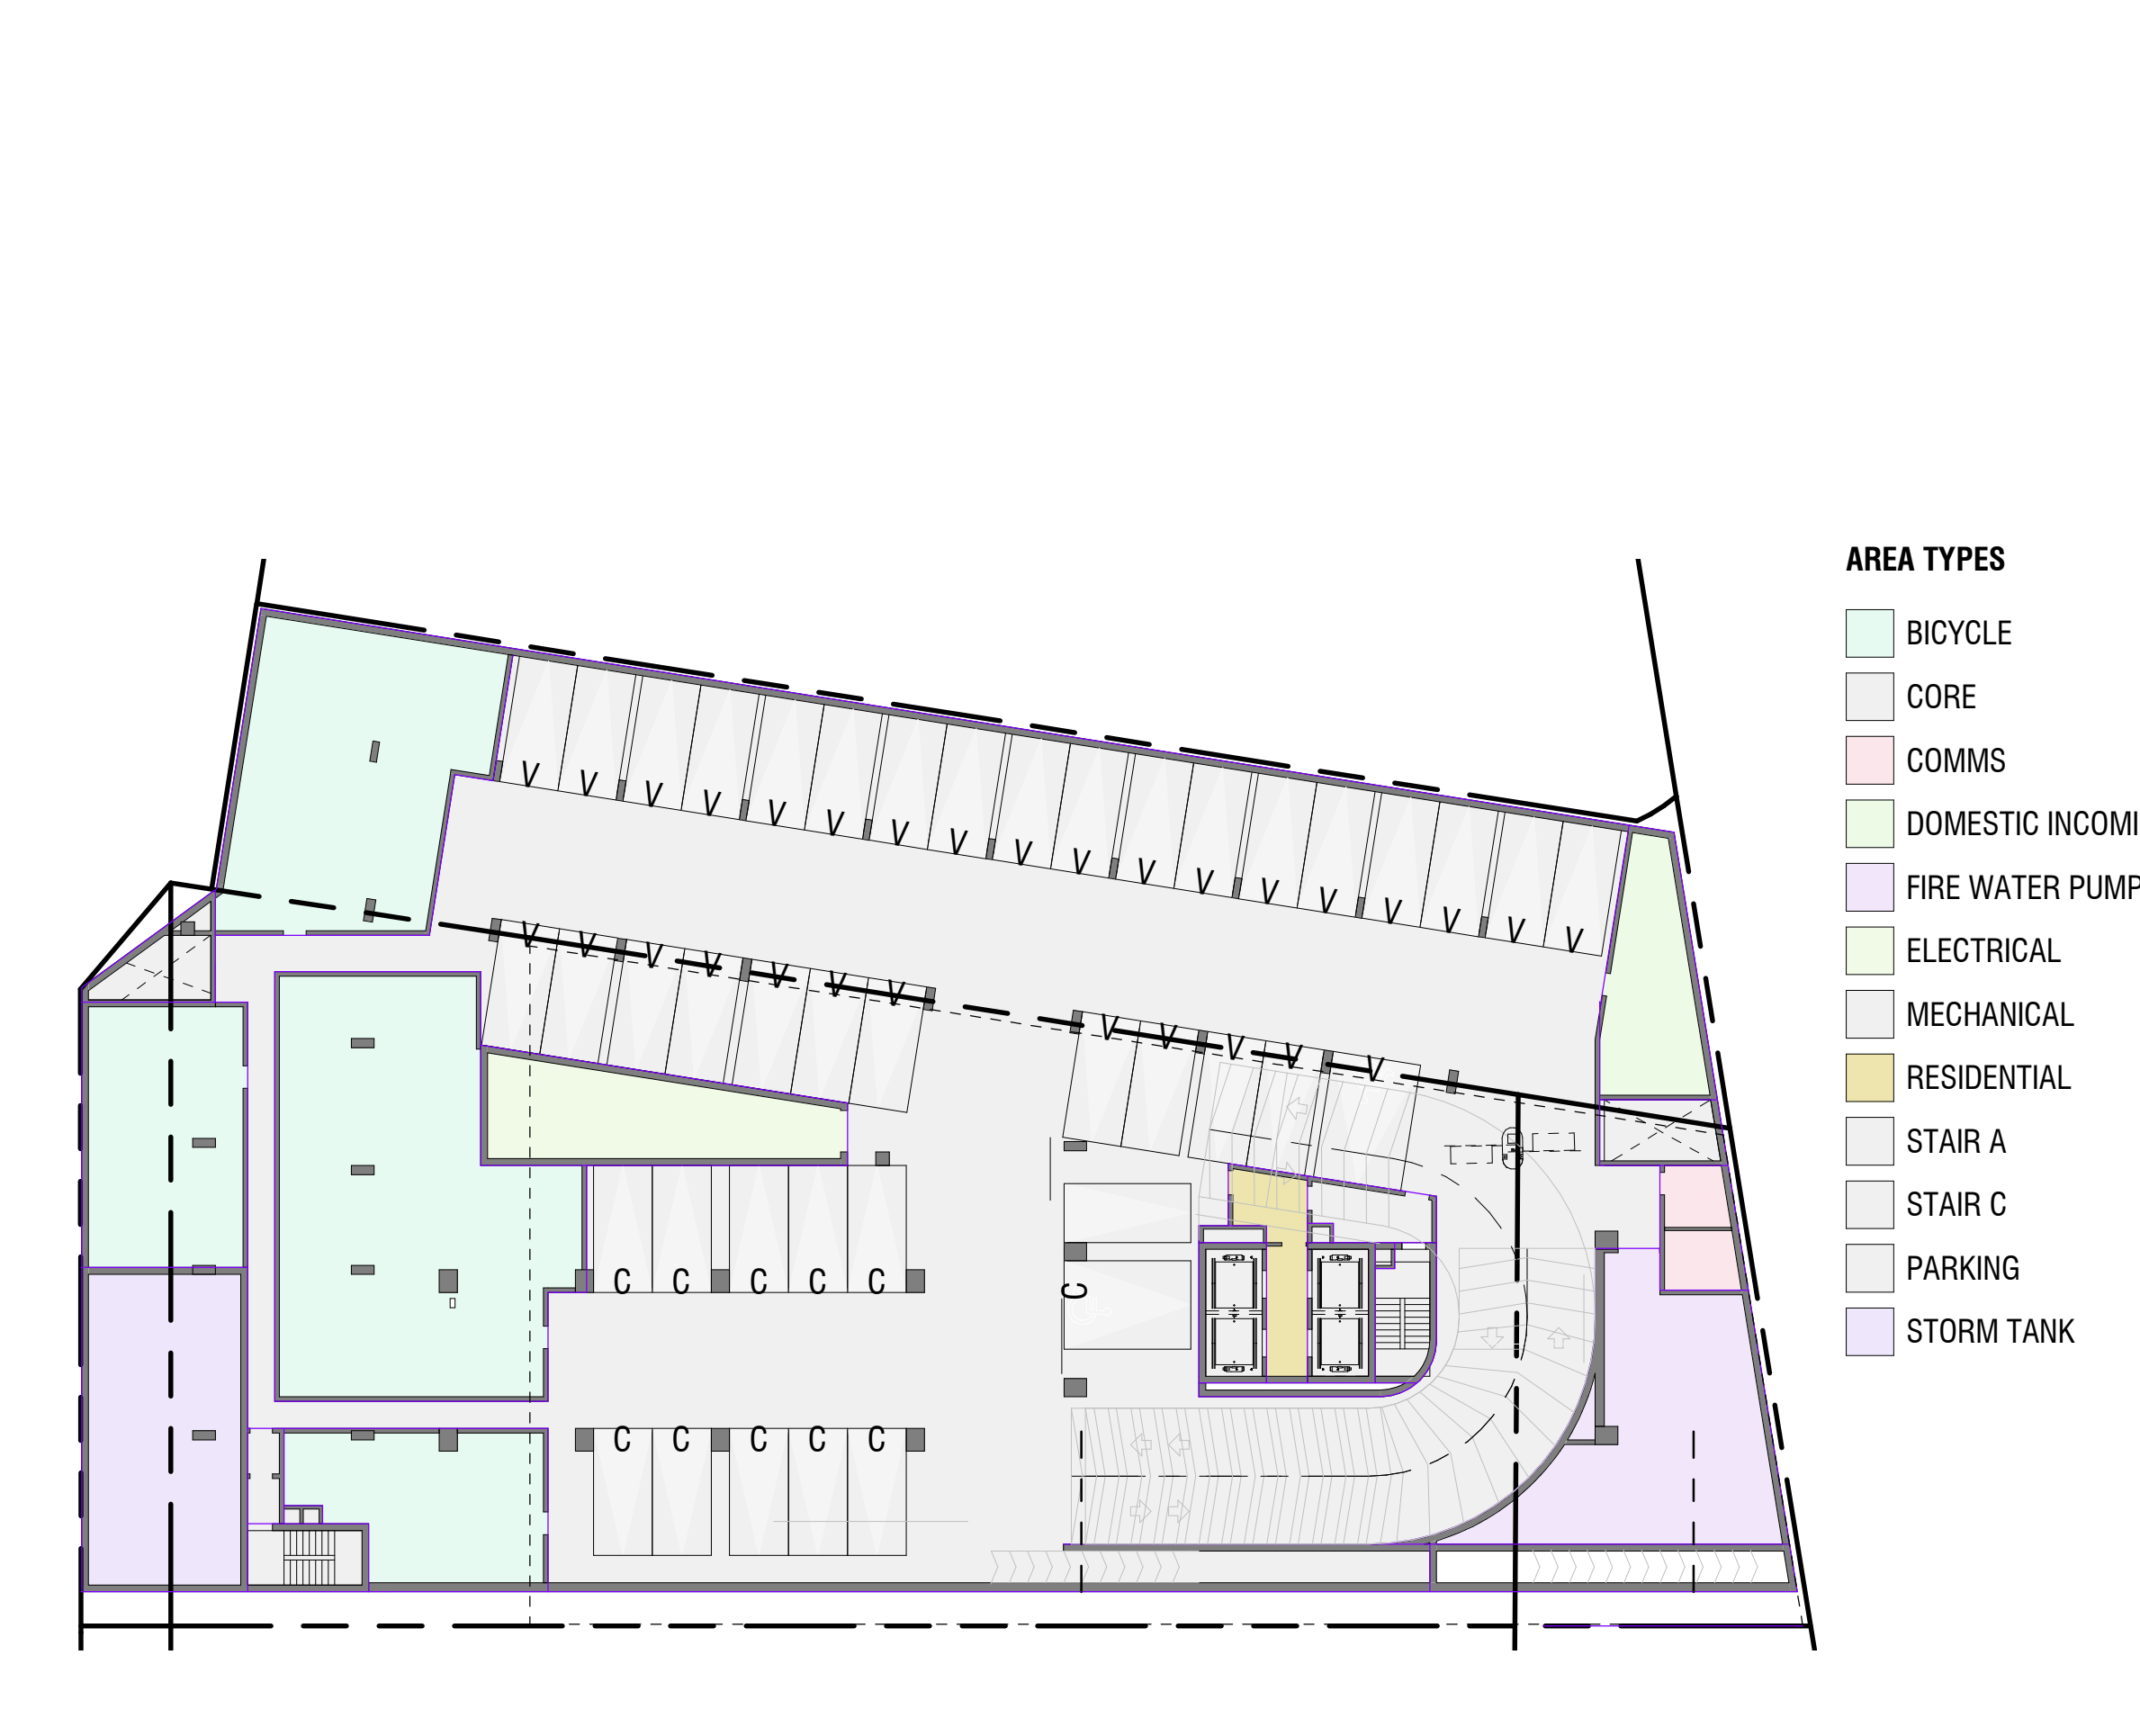 AREA TYPES
BICYCLE
CORE
COMMS
DOMESTIC INCOMI
FIRE WATER PUMP
ELECTRICAL
MECHANICAL
RESIDENTIAL
STAIR A
STAIR C
PARKING
STORM TANK
V V V V V V V V V V V V V V V V V V
V V V V V V V
V V V V V
C C C C C
C
C C C C C